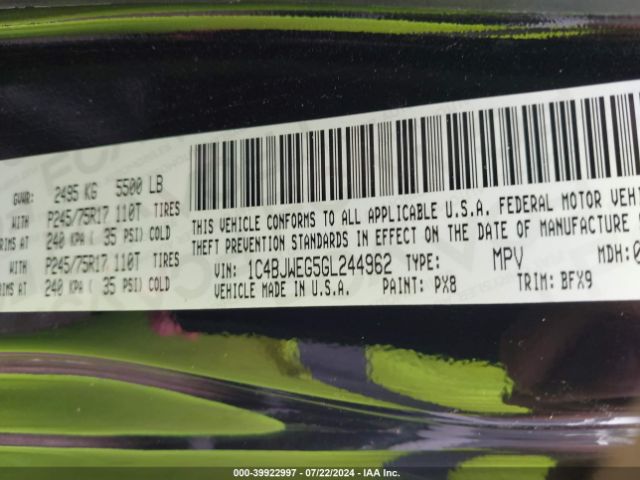 GVWR: 2495 KG 5500 LB
WITH P245/75R17 110T TIRES
RIMS AT 240 KPA ( 35 PSI) COLD
WITH P245/75R17 110T TIRES
RIMS AT 240 KPA ( 35 PSI) COLD
THIS VEHICLE CONFORMS TO ALL APPLICABLE U.S.A. FEDERAL MOTOR
THEFT PREVENTION STANDARDS IN EFFECT ON THE DATE OF MANUFACTURE
VIN: 1C4BJWEG5GL244962 TYPE: MPV MDH:0
VEHICLE MADE IN U.S.A. PAINT: PX8 TRIM: BFX9
000-39922997 - 07/22/2024 - IAA Inc.